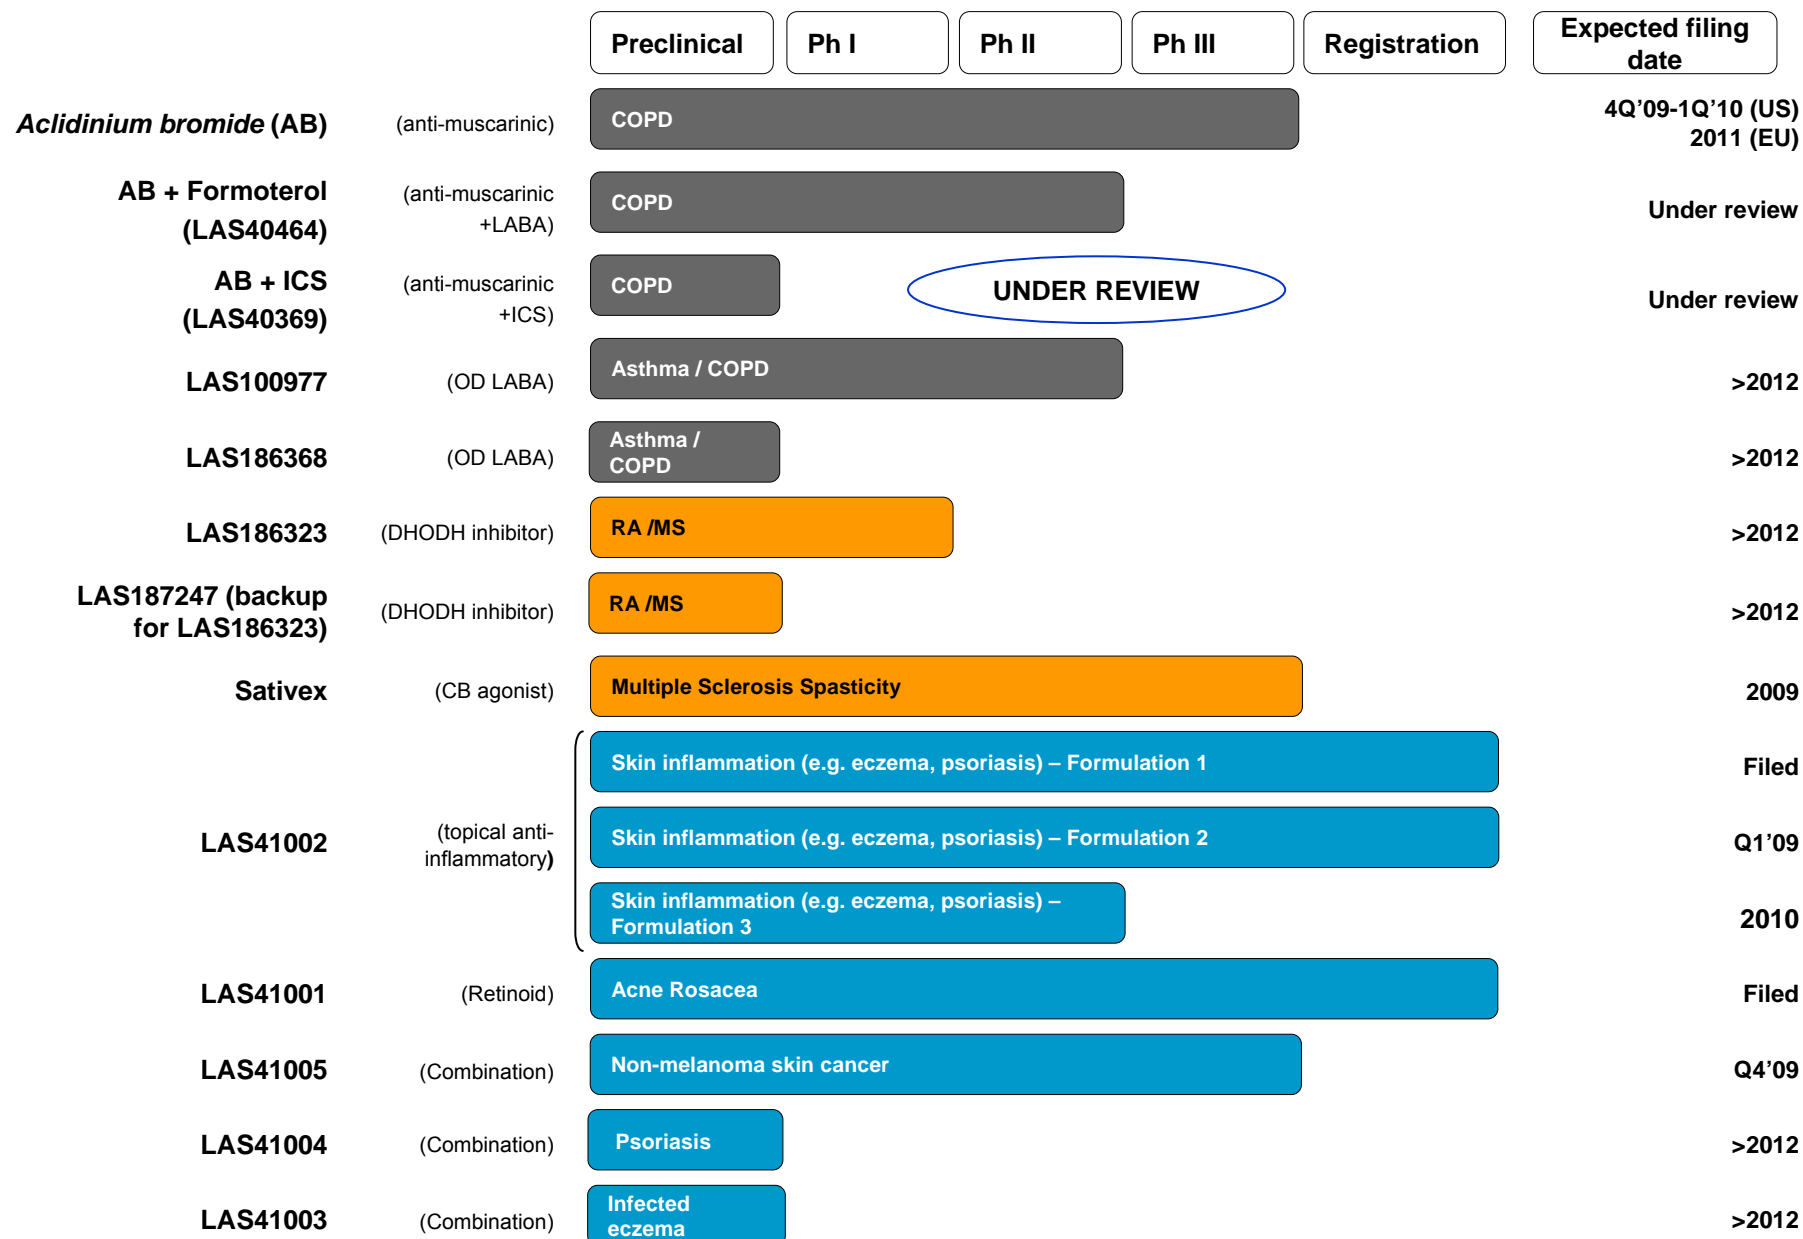 Preclinical
Ph I
Ph II
Ph III
Registration
Expected filing
date
Aclidinium bromide (AB)
(anti-muscarinic)
COPD
4Q’09-1Q’10 (US)
2011 (EU)
AB + Formoterol
(LAS40464)
(anti-muscarinic
+LABA)
COPD
Under review
AB + ICS
(LAS40369)
(anti-muscarinic
+ICS)
COPD
UNDER REVIEW
Under review
LAS100977
(OD LABA)
Asthma / COPD
>2012
LAS186368
(OD LABA)
Asthma /
COPD
>2012
LAS186323
(DHODH inhibitor)
RA /MS
>2012
LAS187247 (backup
for LAS186323)
(DHODH inhibitor)
RA /MS
>2012
Sativex
(CB agonist)
Multiple Sclerosis Spasticity
2009
LAS41002
(topical anti-
inflammatory)
Skin inflammation (e.g. eczema, psoriasis) – Formulation 1
Filed
Skin inflammation (e.g. eczema, psoriasis) – Formulation 2
Q1’09
Skin inflammation (e.g. eczema, psoriasis) –
Formulation 3
2010
LAS41001
(Retinoid)
Acne Rosacea
Filed
LAS41005
(Combination)
Non-melanoma skin cancer
Q4’09
LAS41004
(Combination)
Psoriasis
>2012
LAS41003
(Combination)
Infected
eczema
>2012